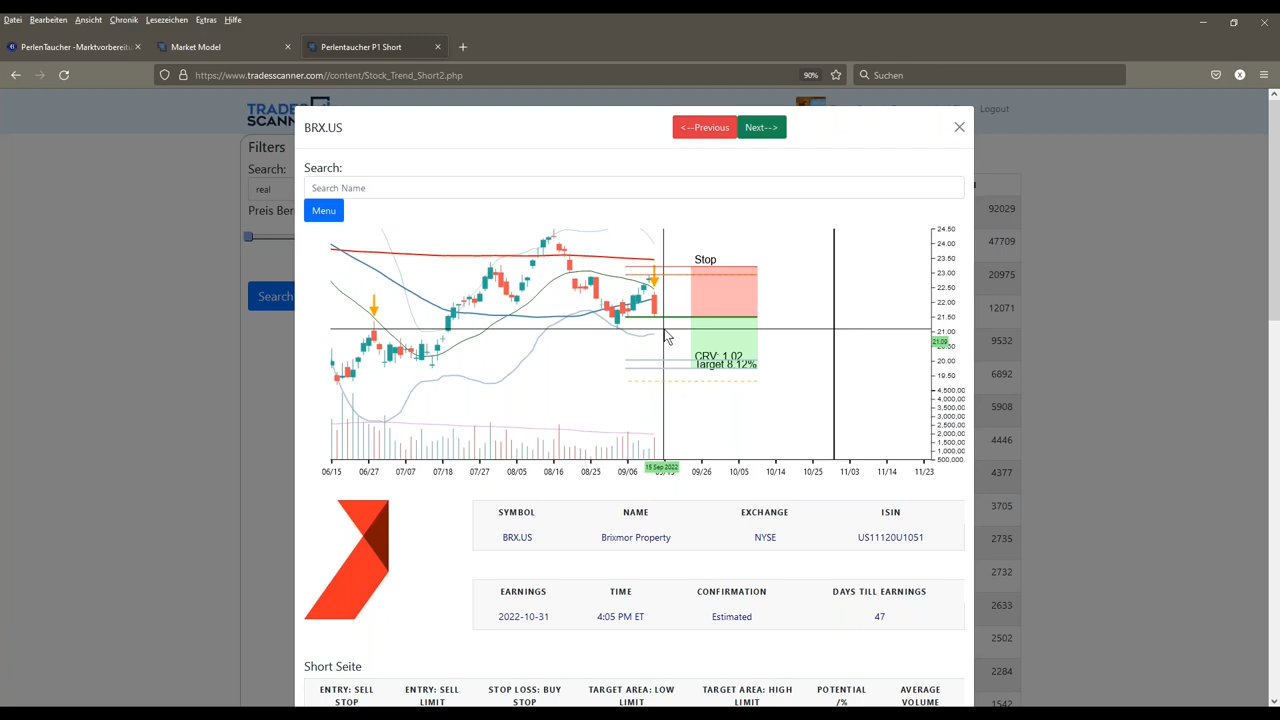 Datei Bearbeiten Ansicht Chronik Lesezeichen Extras Hilfe
PerlenTaucher -Marktvorbereitu
Market Model
Perlentaucher P1 Short
https://www.tradesscanner.com//content/Stock_Trend_Short2.php
90%
Suchen
Logout
Filters
Search:
real
Preis Ber
Search
BRX.US
<--Previous
Next-->
Search:
Search Name
Menu
Stop
CRV: 1.02
Target 8.12%
24.50
24.00
23.50
23.00
22.50
22.00
21.50
21.00
21.09
20.00
19.50
4,500,00
4,000,00
3,500,00
3,000,00
2,500,00
2,000,00
1,500,00
1,000,00
500,000.
06/15 06/27 07/07 07/18 07/27 08/05 08/16 08/25 09/06 09/26 10/05 10/14 10/25 11/03 11/14 11/23
15 Sep 2022
SYMBOL NAME EXCHANGE ISIN
BRX.US Brixmor Property NYSE US11120U1051
EARNINGS TIME CONFIRMATION DAYS TILL EARNINGS
2022-10-31 4:05 PM ET Estimated 47
Short Seite
ENTRY: SELL STOP
ENTRY: SELL LIMIT
STOP LOSS: BUY STOP
TARGET AREA: LOW LIMIT
TARGET AREA: HIGH LIMIT
POTENTIAL /%
AVERAGE VOLUME
92029
47709
20975
12071
9532
6892
5908
4446
4377
3705
2735
2732
2633
2502
2284
1542